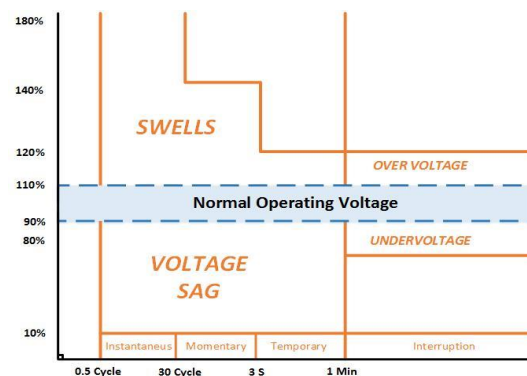 180%
140%
SWELLS
120%
OVER VOLTAGE
110%
Normal Operating Voltage
90%
80%
UNDERVOLTAGE
VOLTAGE
SAG
10%
Instantaneus
Momentary
Temporary
Interruption
0.5 Cycle
30 Cycle
3 S
1 Min